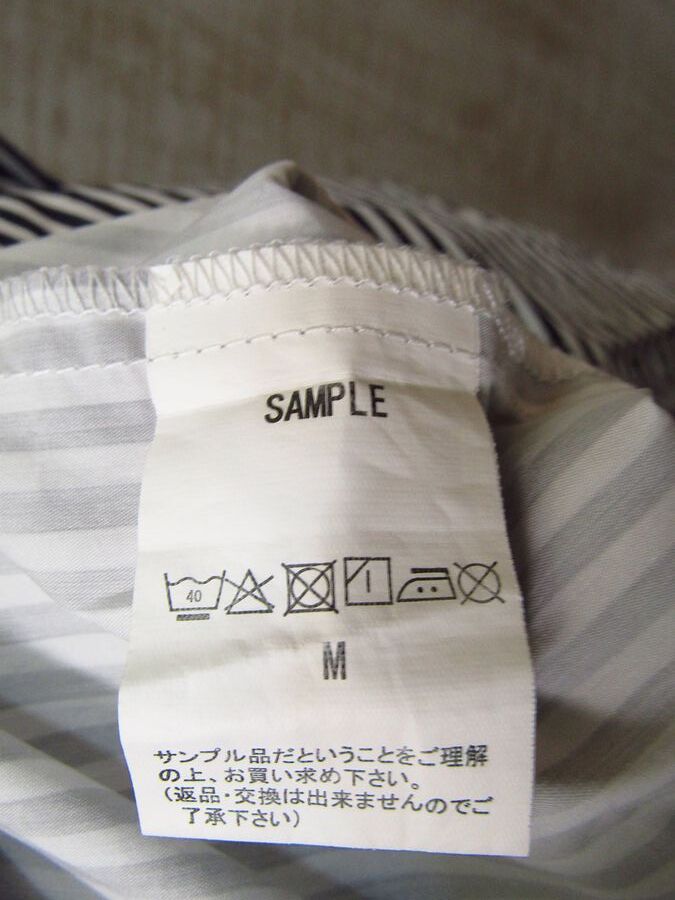 SAMPLE
40
M
サンプル品だということをご理解
の上、お買い求め下さい。
(返品・交換は出来ませんのでご
了承下さい)